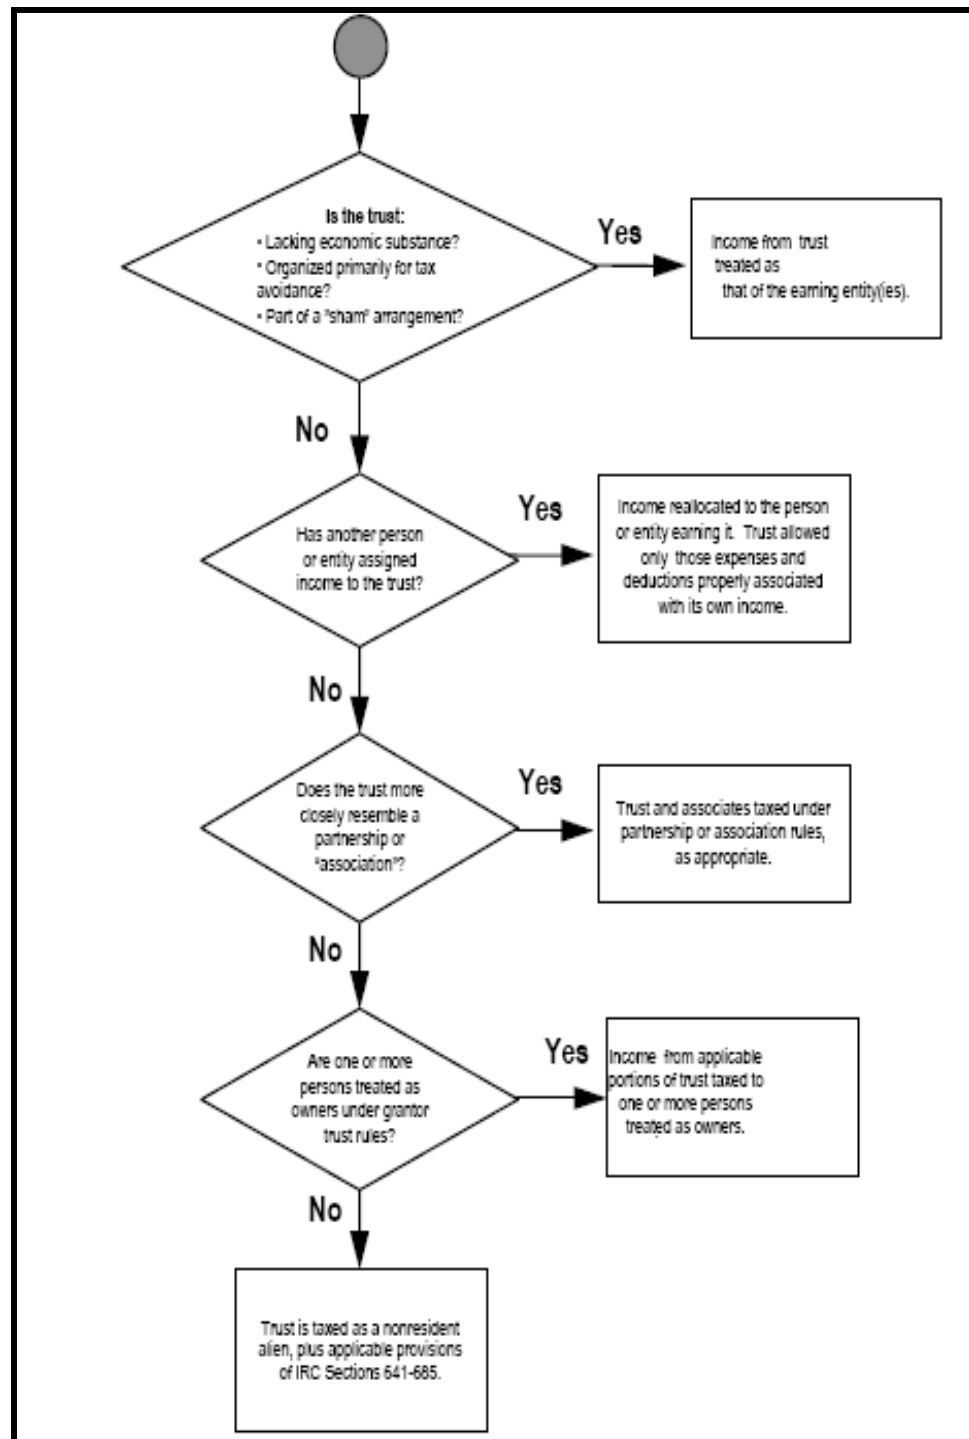 Is the trust:
• Lacking economic substance?
• Organized primarily for tax
avoidance?
• Part of a "sham" arrangement?
Yes
Income from trust
treated as
that of the earning entity(ies).
No
Has another person
or entity assigned
income to the trust?
Yes
Income reallocated to the person
or entity earning it. Trust allowed
only those expenses and
deductions properly associated
with its own income.
No
Does the trust more
closely resemble a
partnership or
"association"?
Yes
Trust and associates taxed under
partnership or association rules,
as appropriate.
No
Are one or more
persons treated as
owners under grantor
trust rules?
Yes
Income from applicable
portions of trust taxed to
one or more persons
treated as owners.
No
Trust is taxed as a nonresident
alien, plus applicable provisions
of IRC Sections 641-685.